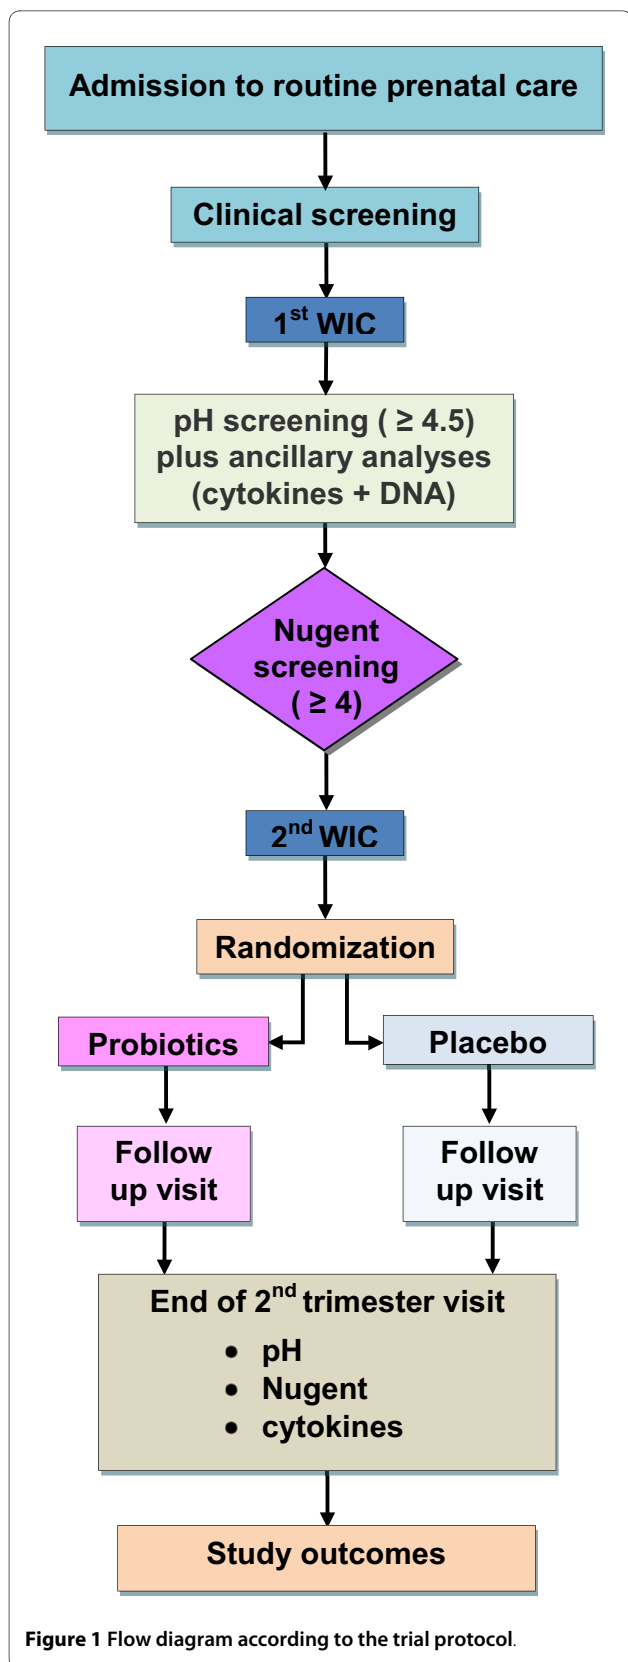 Admission to routine prenatal care
Clinical screening
1st WIC
pH screening ( ≥ 4.5)
plus ancillary analyses
(cytokines + DNA)
Nugent
screening
( ≥ 4)
2nd WIC
Randomization
Probiotics
Placebo
Follow
up visit
Follow
up visit
End of 2nd trimester visit
• pH
• Nugent
• cytokines
Study outcomes
Figure 1 Flow diagram according to the trial protocol.